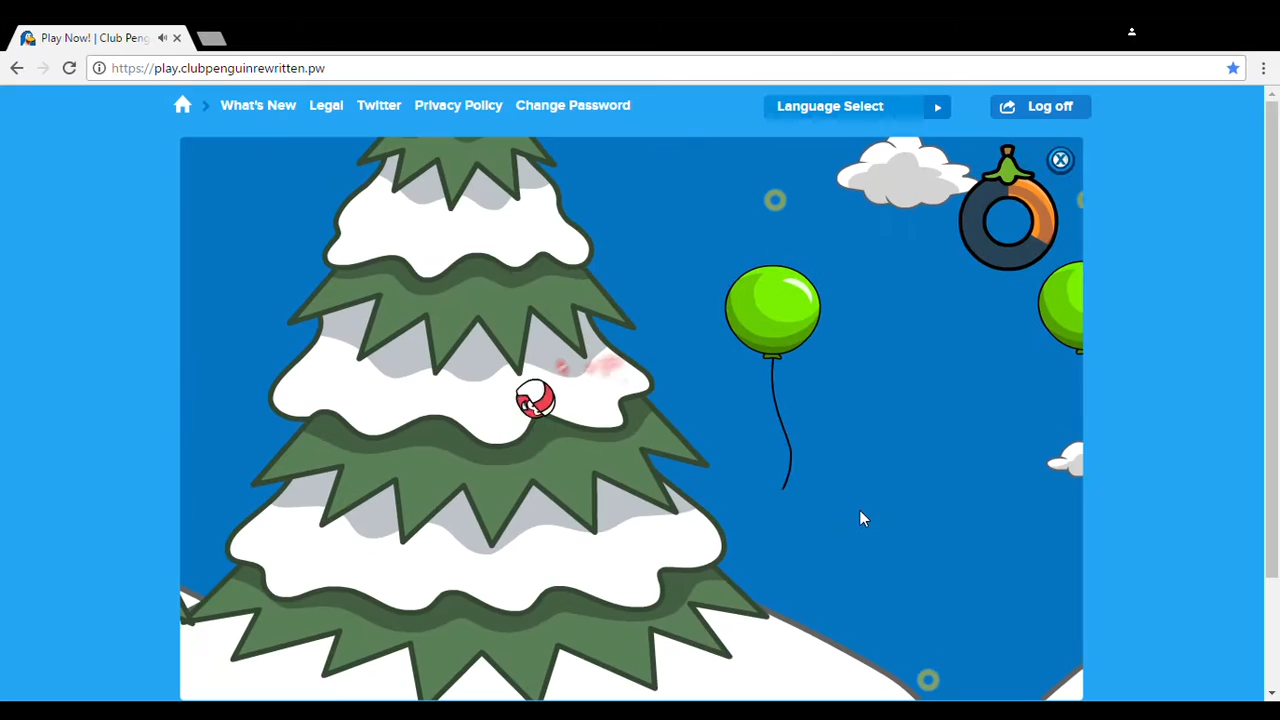 Play Now! | Club Peng
https://play.clubpenguinrewritten.pw
What's New Legal Twitter Privacy Policy Change Password Language Select Log off